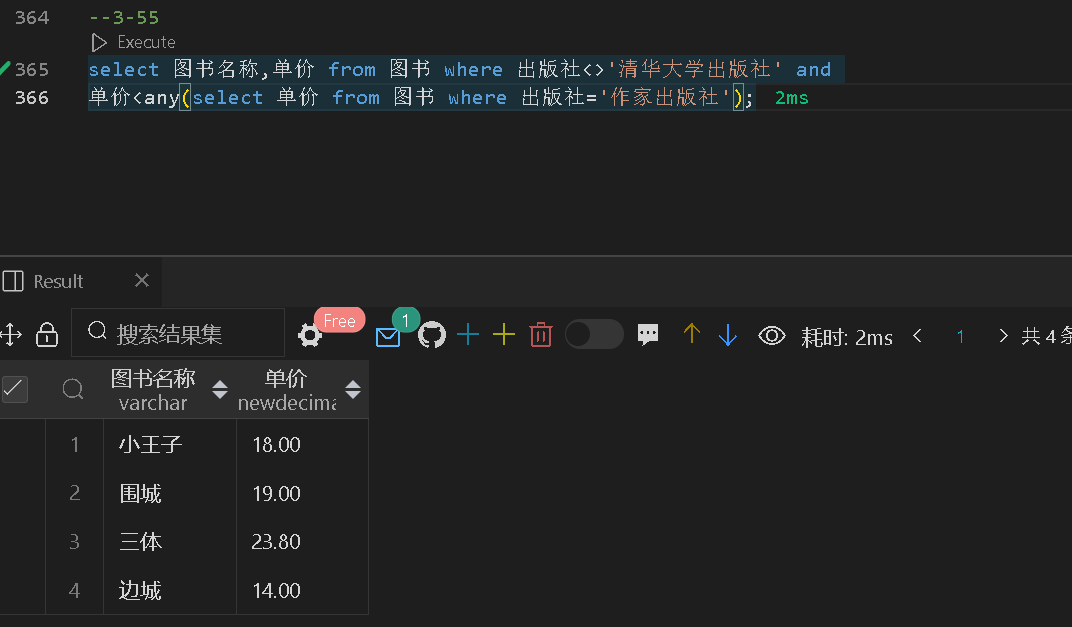 364 --3-55
Execute
365 select 图书名称,单价 from 图书 where 出版社<>'清华大学出版社' and
366 单价<any(select 单价 from 图书 where 出版社='作家出版社'); 2ms
Result
搜索结果集 Free 1 耗时: 2ms 1 共 4 条
图书名称 单价
varchar newdecima
1 小王子 18.00
2 围城 19.00
3 三体 23.80
4 边城 14.00